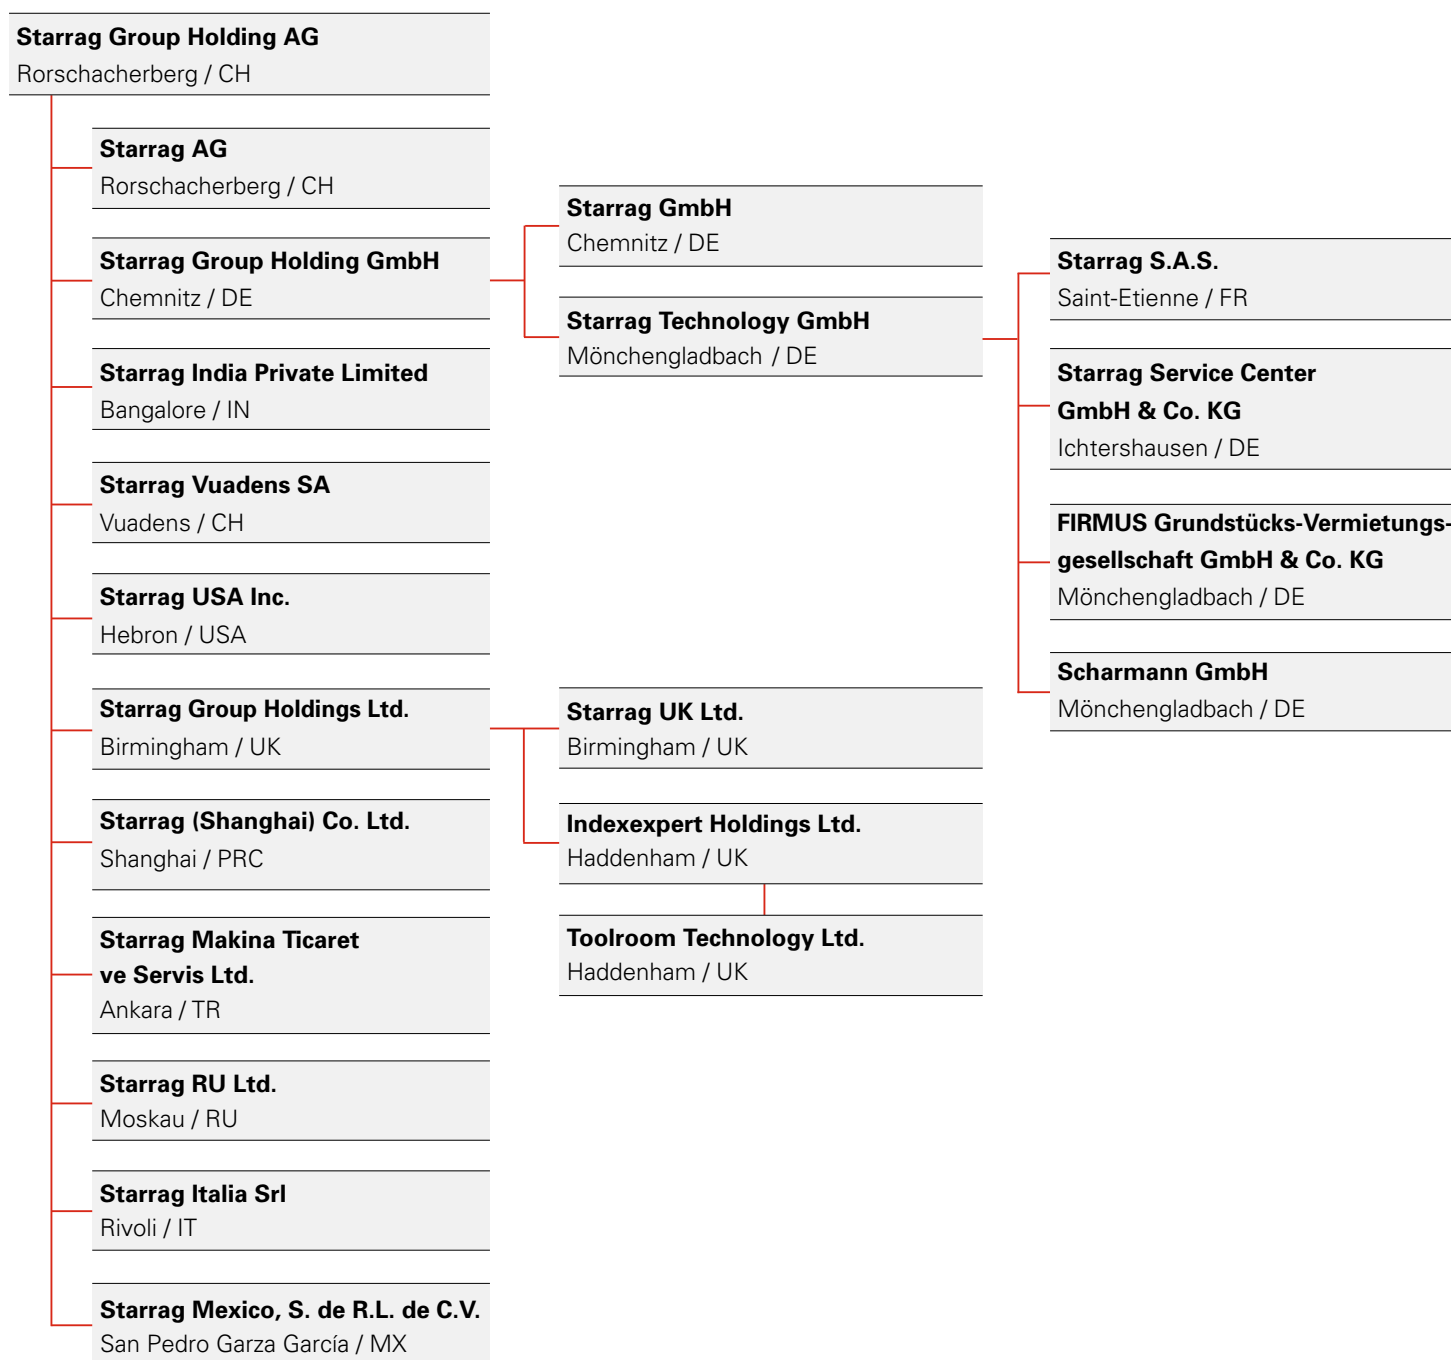 Starrag Group Holding AG
Rorschacherberg / CH
Starrag AG
Rorschacherberg / CH
Starrag Group Holding GmbH
Chemnitz / DE
Starrag India Private Limited
Bangalore / IN
Starrag Vuadens SA
Vuadens / CH
Starrag USA Inc.
Hebron / USA
Starrag Group Holdings Ltd.
Birmingham / UK
Starrag (Shanghai) Co. Ltd.
Shanghai / PRC
Starrag Makina Ticaret
ve Servis Ltd.
Ankara / TR
Starrag RU Ltd.
Moskau / RU
Starrag Italia Srl
Rivoli / IT
Starrag Mexico, S. de R.L. de C.V.
San Pedro Garza García / MX
Starrag GmbH
Chemnitz / DE
Starrag Technology GmbH
Mönchengladbach / DE
Starrag UK Ltd.
Birmingham / UK
Indexexpert Holdings Ltd.
Haddenham / UK
Toolroom Technology Ltd.
Haddenham / UK
Starrag S.A.S.
Saint-Etienne / FR
Starrag Service Center
GmbH & Co. KG
Ichtershausen / DE
FIRMUS Grundstücks-Vermietungs-
gesellschaft GmbH & Co. KG
Mönchengladbach / DE
Scharmann GmbH
Mönchengladbach / DE